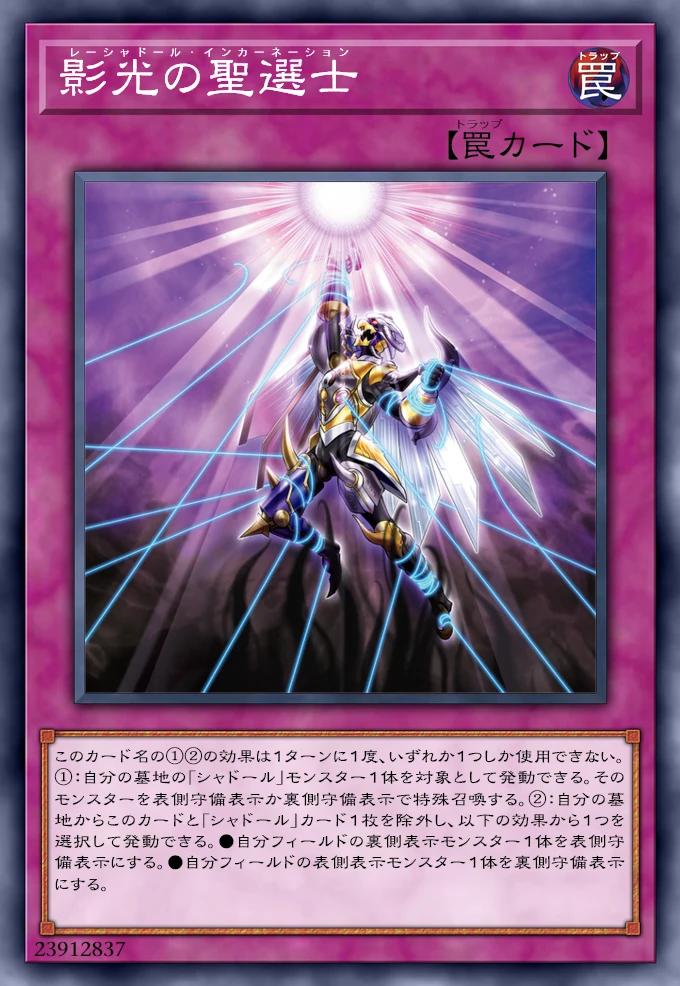 レーシャドール・インカーネーション
影光の聖選士
トラップ
罠
トラップ
【罠カード】
このカード名の①②の効果は1ターンに1度、いずれか1つしか使用できない。
①:自分の墓地の「シャドール」モンスター1体を対象として発動できる。その
モンスターを表側守備表示か裏側守備表示で特殊召喚する。②:自分の墓
地からこのカードと「シャドール」カード1枚を除外し、以下の効果から1つを
選択して発動できる。●自分フィールドの裏側表示モンスター1体を表側守
備表示にする。●自分フィールドの表側表示モンスター1体を裏側守備表示
にする。
23912837